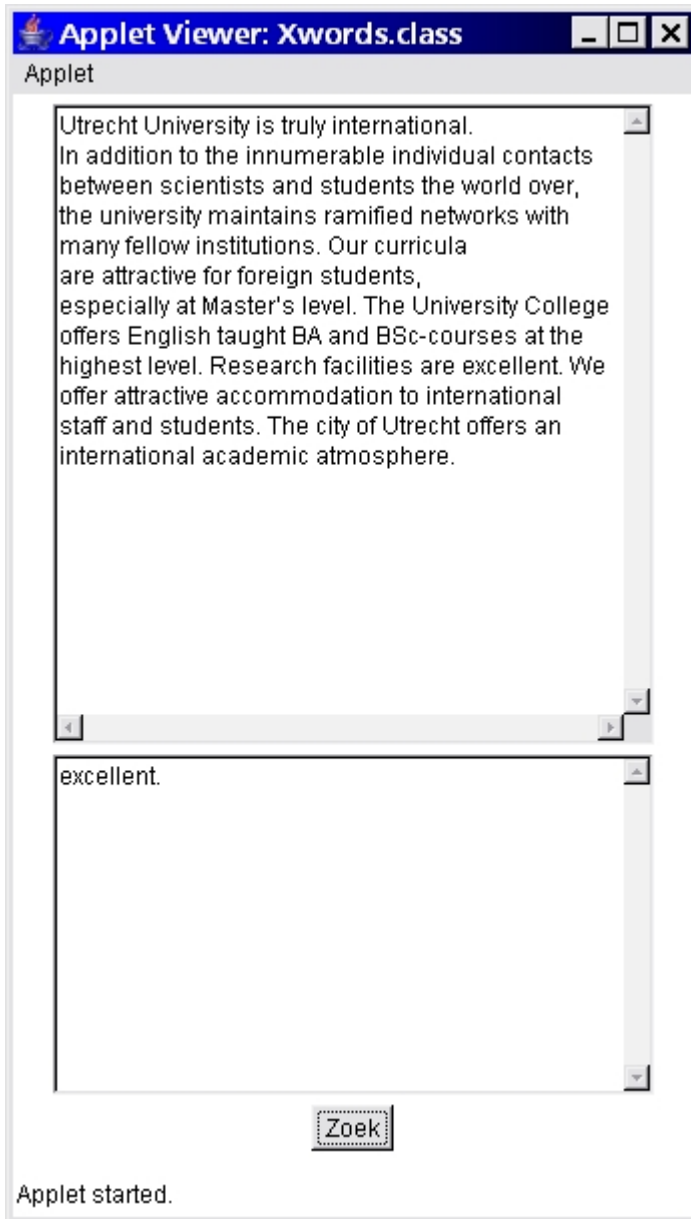 Applet Viewer: Xwords.class
Applet
Utrecht University is truly international.
In addition to the innumerable individual contacts
between scientists and students the world over,
the university maintains ramified networks with
many fellow institutions. Our curricula
are attractive for foreign students,
especially at Master's level. The University College
offers English taught BA and BSc-courses at the
highest level. Research facilities are excellent. We
offer attractive accommodation to international
staff and students. The city of Utrecht offers an
international academic atmosphere.
excellent.
Zoek
Applet started.